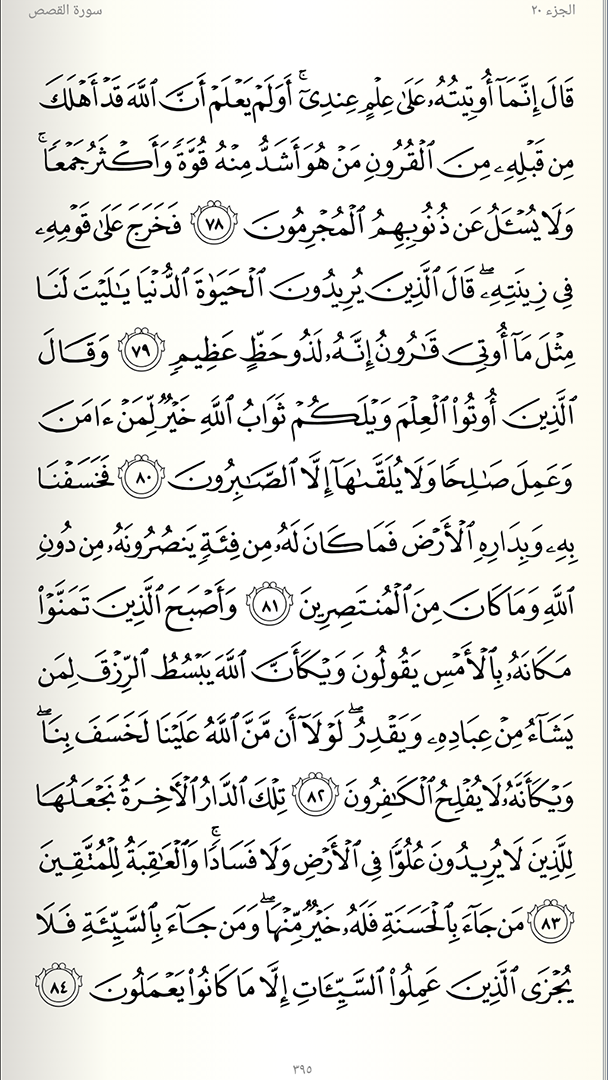 الجزء ٢٠
سورة القصص
قَالَ إِنَّمَآ أُوتِيتُهُۥ عَلَىٰ عِلْمٍ عِندِىٓ ۚ أَوَلَمْ يَعْلَمْ أَنَّ ٱللَّهَ قَدْ أَهْلَكَ
مِن قَبْلِهِۦ مِنَ ٱلْقُرُونِ مَنْ هُوَ أَشَدُّ مِنْهُ قُوَّةً وَأَكْثَرُ جَمْعًا ۚ
وَلَا يُسْـَٔلُ عَن ذُنُوبِهِمُ ٱلْمُجْرِمُونَ ٧٨ فَخَرَجَ عَلَىٰ قَوْمِهِۦ
فِى زِينَتِهِۦ ۖ قَالَ ٱلَّذِينَ يُرِيدُونَ ٱلْحَيَوٰةَ ٱلدُّنْيَا يَـٰلَيْتَ لَنَا
مِثْلَ مَآ أُوتِىَ قَـٰرُونُ إِنَّهُۥ لَذُو حَظٍّ عَظِيمٍ ٧٩ وَقَالَ
ٱلَّذِينَ أُوتُوا۟ ٱلْعِلْمَ وَيْلَكُمْ ثَوَابُ ٱللَّهِ خَيْرٌ لِّمَنْ ءَامَنَ
وَعَمِلَ صَـٰلِحًا وَلَا يُلَقَّىٰهَآ إِلَّا ٱلصَّـٰبِرُونَ ٨٠ فَخَسَفْنَا
بِهِۦ وَبِدَارِهِ ٱلْأَرْضَ فَمَا كَانَ لَهُۥ مِن فِئَةٍ يَنصُرُونَهُۥ مِن دُونِ
ٱللَّهِ وَمَا كَانَ مِنَ ٱلْمُنتَصِرِينَ ٨١ وَأَصْبَحَ ٱلَّذِينَ تَمَنَّوْا۟
مَكَانَهُۥ بِٱلْأَمْسِ يَقُولُونَ وَيْكَأَنَّ ٱللَّهَ يَبْسُطُ ٱلرِّزْقَ لِمَن
يَشَآءُ مِنْ عِبَادِهِۦ وَيَقْدِرُ ۖ لَوْلَآ أَن مَّنَّ ٱللَّهُ عَلَيْنَا لَخَسَفَ بِنَا ۖ
وَيْكَأَنَّهُۥ لَا يُفْلِحُ ٱلْكَـٰفِرُونَ ٨٢ تِلْكَ ٱلدَّارُ ٱلْـَٔاخِرَةُ نَجْعَلُهَا
لِلَّذِينَ لَا يُرِيدُونَ عُلُوًّا فِى ٱلْأَرْضِ وَلَا فَسَادًا ۚ وَٱلْعَـٰقِبَةُ لِلْمُتَّقِينَ
٨٣ مَن جَآءَ بِٱلْحَسَنَةِ فَلَهُۥ خَيْرٌ مِّنْهَا ۖ وَمَن جَآءَ بِٱلسَّيِّئَةِ فَلَا
يُجْزَى ٱلَّذِينَ عَمِلُوا۟ ٱلسَّيِّـَٔاتِ إِلَّا مَا كَانُوا۟ يَعْمَلُونَ ٨٤
٣٩٥